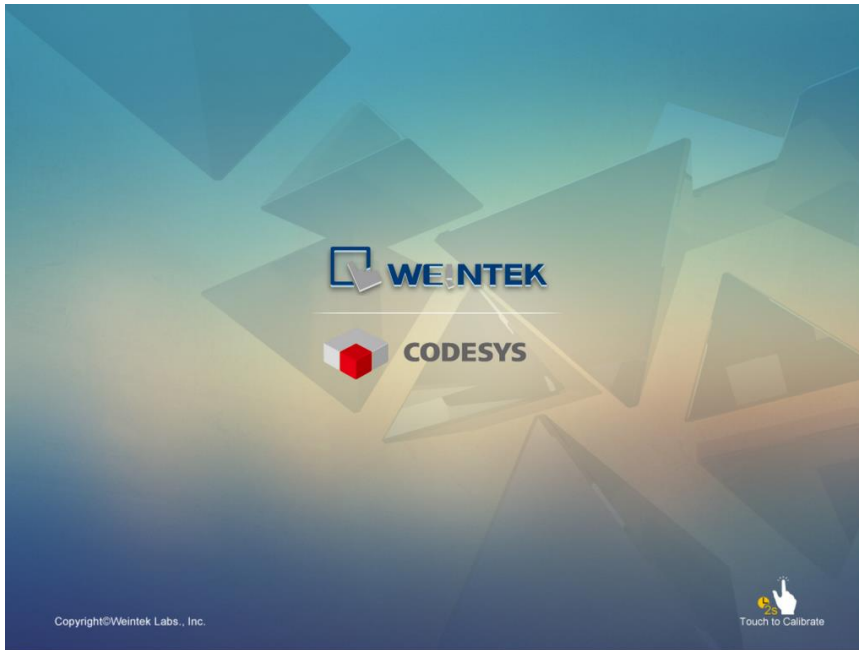 WEINTEK
CODESYS
2s
Copyright©Weintek Labs., Inc.
Touch to Calibrate